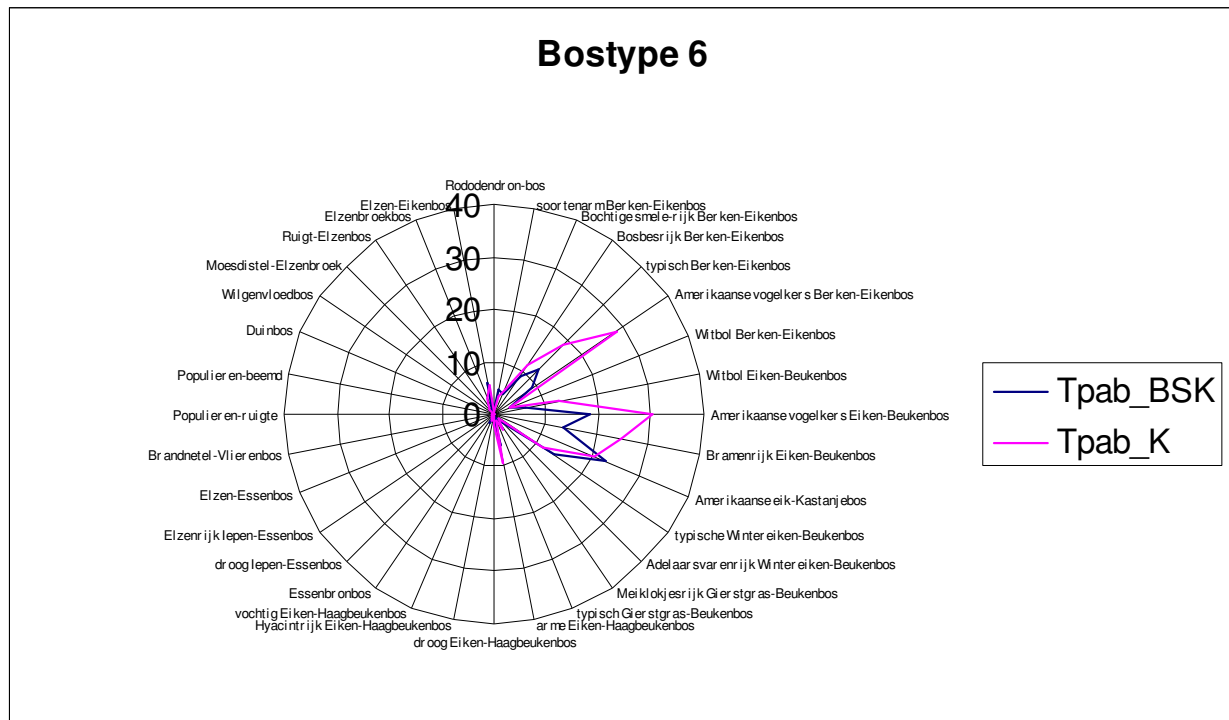 Bostype 6
Rododendron-bos
soortenarm Berken-Eikenbos
Bochtige smele-rijk Berken-Eikenbos
Bosbesrijk Berken-Eikenbos
typisch Berken-Eikenbos
Amerikaanse vogelkers Berken-Eikenbos
Witbol Berken-Eikenbos
Witbol Eiken-Beukenbos
Amerikaanse vogelkers Eiken-Beukenbos
Bramenrijk Eiken-Beukenbos
Amerikaanse eik-Kastanjebos
typische Wintereiken-Beukenbos
Adelaarsvarenrijk Wintereiken-Beukenbos
Meiklokjesrijk Gierstgras-Beukenbos
typisch Gierstgras-Beukenbos
arme Eiken-Haagbeukenbos
droog Eiken-Haagbeukenbos
Hyacintrijk Eiken-Haagbeukenbos
vochtig Eiken-Haagbeukenbos
Essenbronbos
droog Iepen-Essenbos
Elzenrijk Iepen-Essenbos
Elzen-Essenbos
Brandnetel-Vlierenbos
Populieren-ruigte
Populieren-beemd
Duinbos
Wilgenvloedbos
Moesdistel-Elzenbroek
Ruigt-Elzenbos
Elzenbroekbos
Elzen-Eikenbos
40
30
20
10
0
Tpab_BSK
Tpab_K